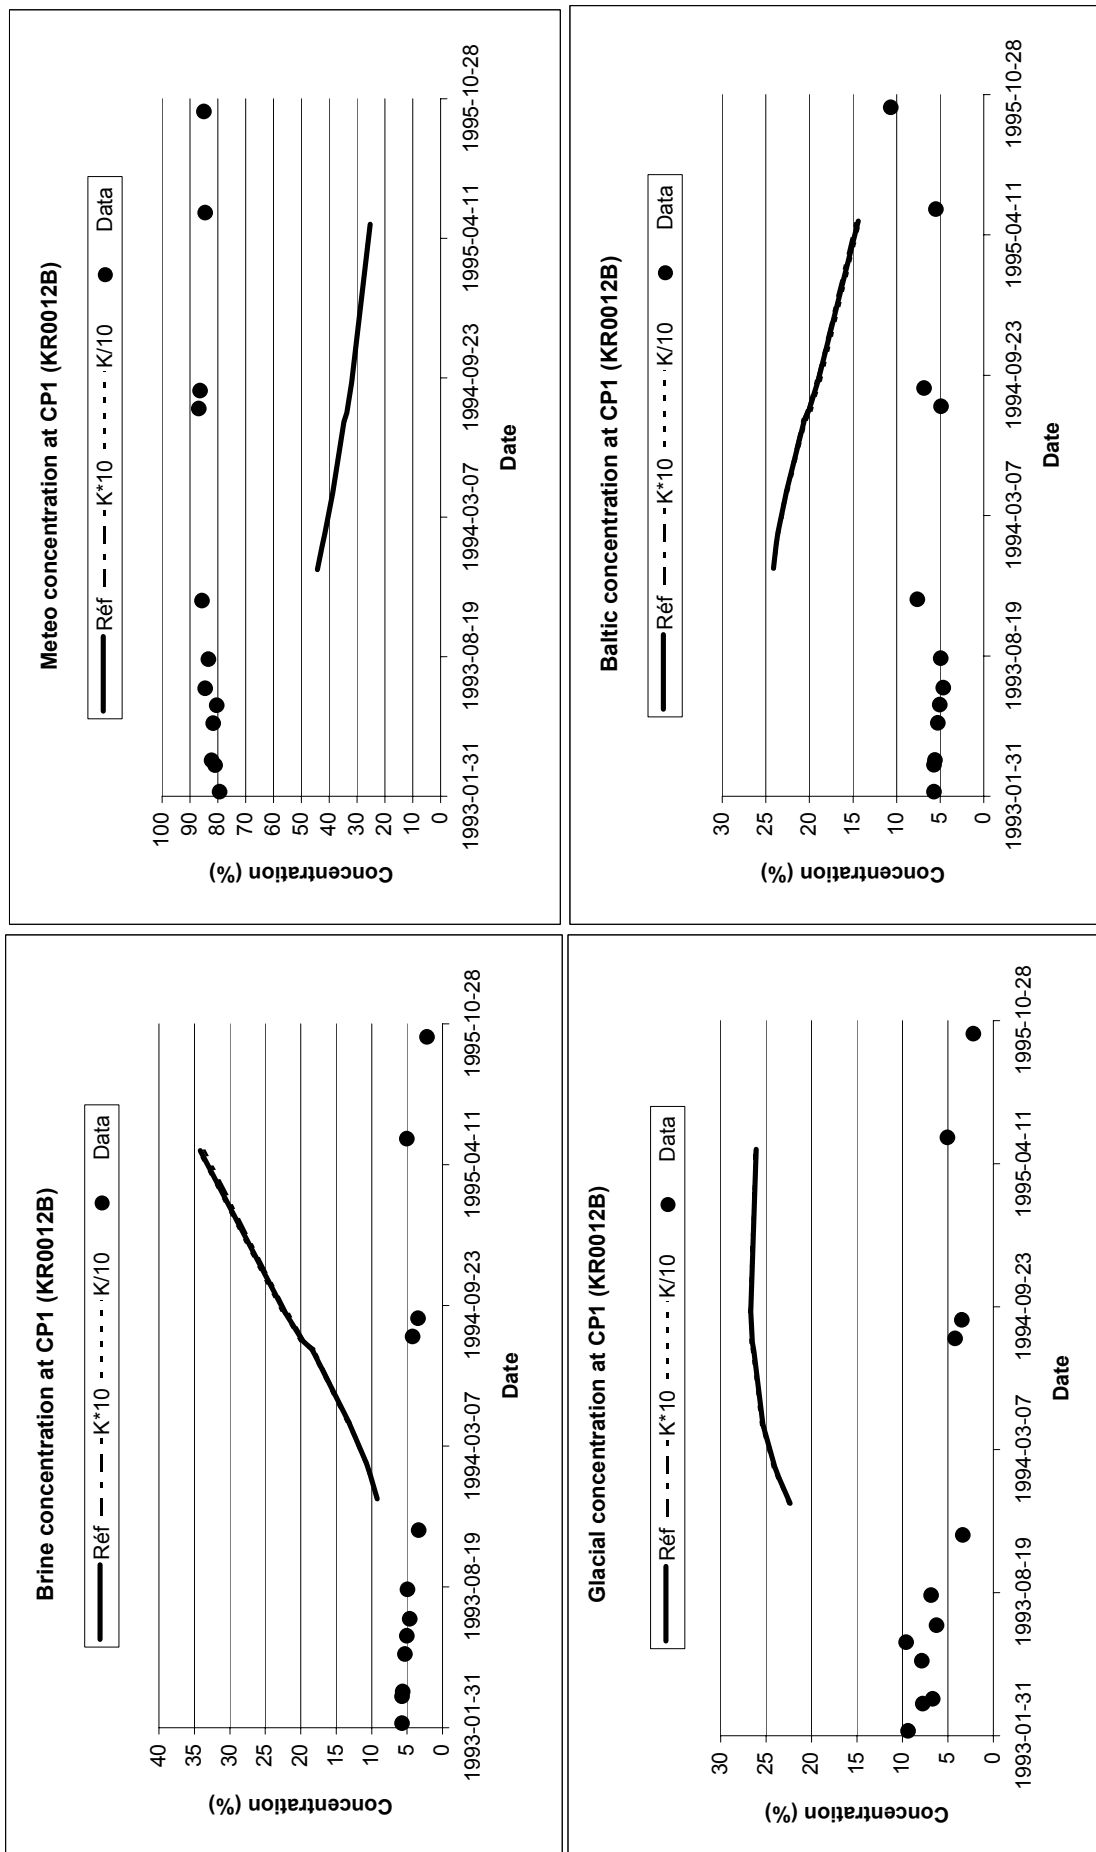 Brine concentration at CP1 (KR0012B)
Réf K*10 K/10 Data
40
35
30
25
20
15
10
5
0
1993-01-31 1993-08-19 1994-03-07 1994-09-23 1995-04-11 1995-10-28
Concentration (%)
Date
Meteo concentration at CP1 (KR0012B)
Réf K*10 K/10 Data
100
90
80
70
60
50
40
30
20
10
0
1993-01-31 1993-08-19 1994-03-07 1994-09-23 1995-04-11 1995-10-28
Concentration (%)
Date
Glacial concentration at CP1 (KR0012B)
Réf K*10 K/10 Data
30
25
20
15
10
5
0
1993-01-31 1993-08-19 1994-03-07 1994-09-23 1995-04-11 1995-10-28
Concentration (%)
Date
Baltic concentration at CP1 (KR0012B)
Réf K*10 K/10 Data
30
25
20
15
10
5
0
1993-01-31 1993-08-19 1994-03-07 1994-09-23 1995-04-11 1995-10-28
Concentration (%)
Date